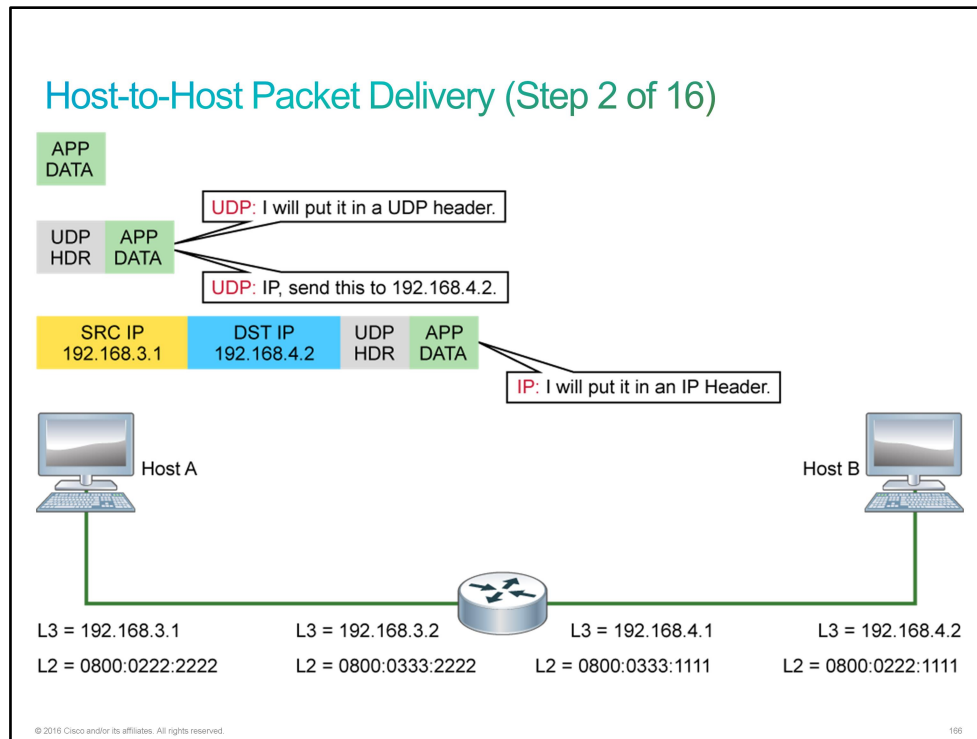 Host-to-Host Packet Delivery (Step 2 of 16)
APP
DATA
UDP: I will put it in a UDP header.
UDP APP
HDR DATA
UDP: IP, send this to 192.168.4.2.
SRC IP DST IP UDP APP
192.168.3.1 192.168.4.2 HDR DATA
IP: I will put it in an IP Header.
Host A
Host B
L3 = 192.168.3.1 L3 = 192.168.3.2 L3 = 192.168.4.1 L3 = 192.168.4.2
L2 = 0800:0222:2222 L2 = 0800:0333:2222 L2 = 0800:0333:1111 L2 = 0800:0222:1111
© 2016 Cisco and/or its affiliates. All rights reserved.
166